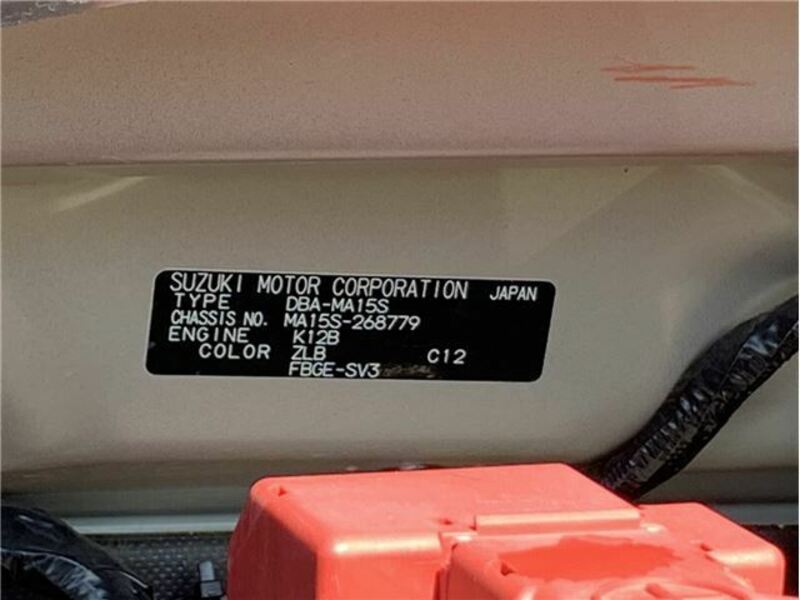 SUZUKI MOTOR CORPORATION JAPAN
TYPE DBA-MA15S
CHASSIS NO. MA15S-268779
ENGINE K12B
COLOR ZLB C12
FBGE-SV3